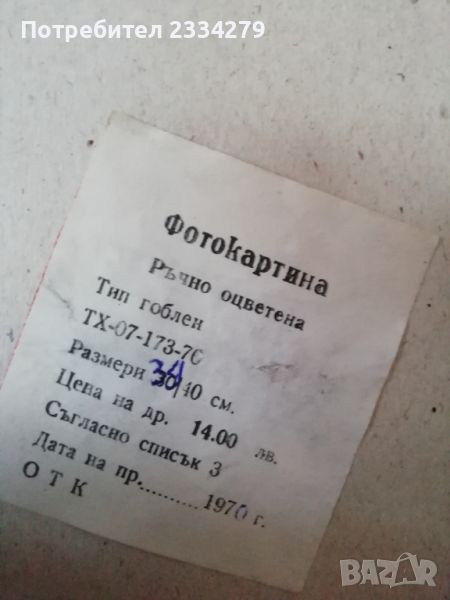 Потребител 2334279
Фотокартина
Ръчно оцветена
Тип гоблен
ТХ-07-173-70
Размери 30/40 см.
Цена на др. 14.00 лв.
Съгласно списък 3
Дата на пр.......... 1970 г.
О Т К
BAZAR